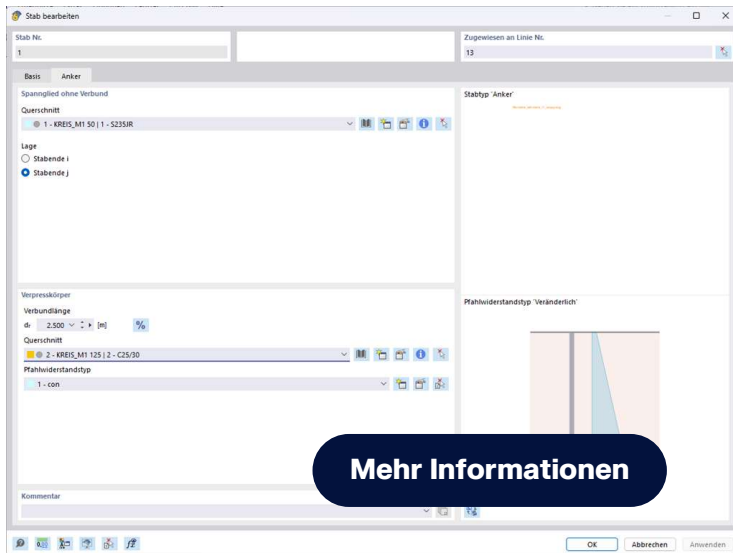 Stab bearbeiten
Stab Nr.
1
Zugewiesen an Linie Nr.
13
Basis
Anker
Spannglied ohne Verbund
Querschnitt
1 - KREIS_M1 50 | 1 - S235JR
Lage
Stabende i
Stabende j
Stabtyp 'Anker'
Verpresskörper
Verbundlänge
dr 2.500 [m]
%
Querschnitt
2 - KREIS_M1 125 | 2 - C25/30
Pfahlwiderstandstyp
1 - con
Pfahlwiderstandstyp 'Veränderlich'
Mehr Informationen
Kommentar
OK
Abbrechen
Anwenden